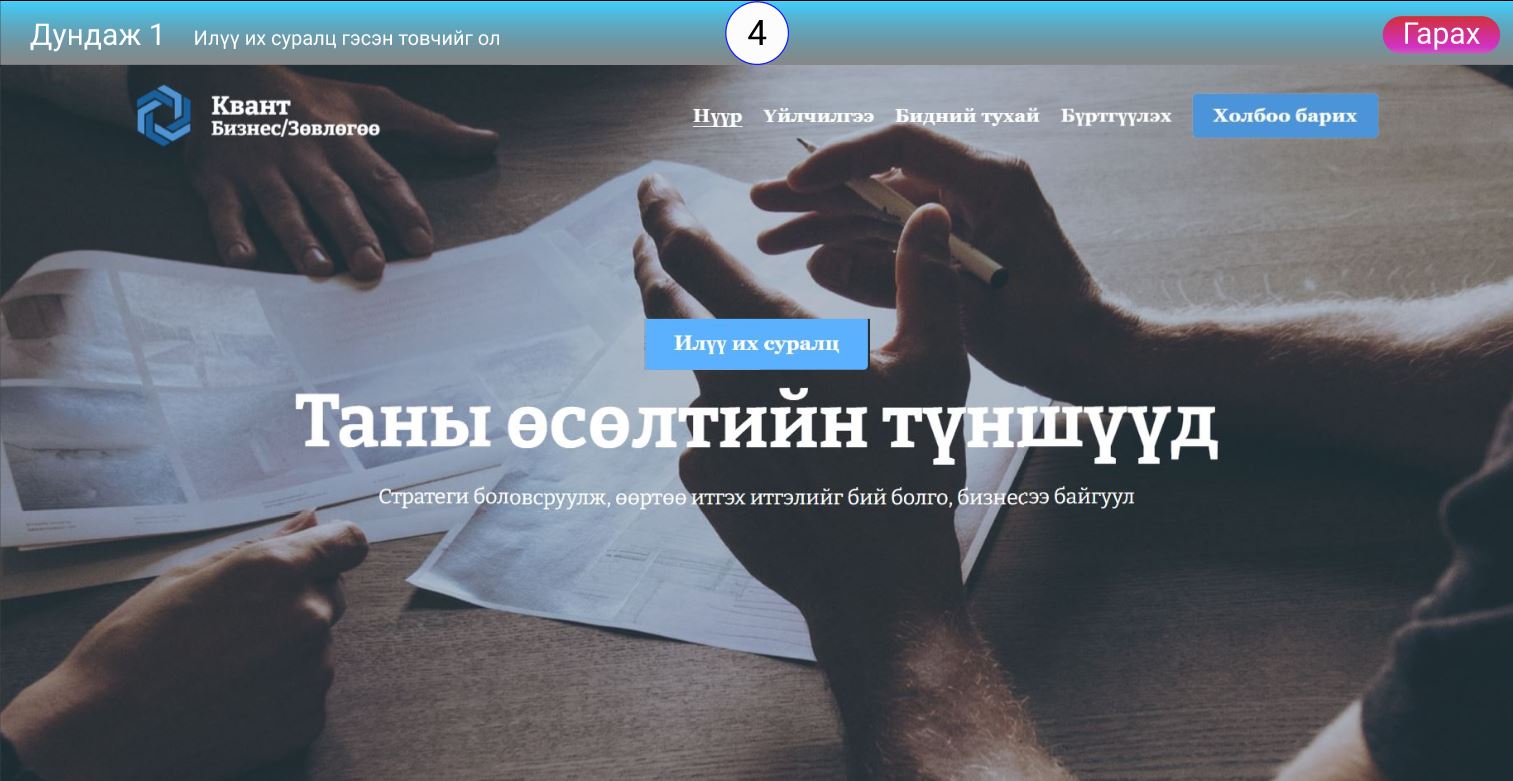 Дундаж 1 Илүү их суралц гэсэн товчийг ол 4 Гарах
Квант
Бизнес/Зөвлөгөө
Нүүр Үйлчилгээ Бидний тухай Бүртгүүлэх Холбоо барих
Илүү их суралц
Таны өсөлтийн түншүүд
Стратеги боловсруулж, өөртөө итгэх итгэлийг бий болго, бизнесээ байгуул